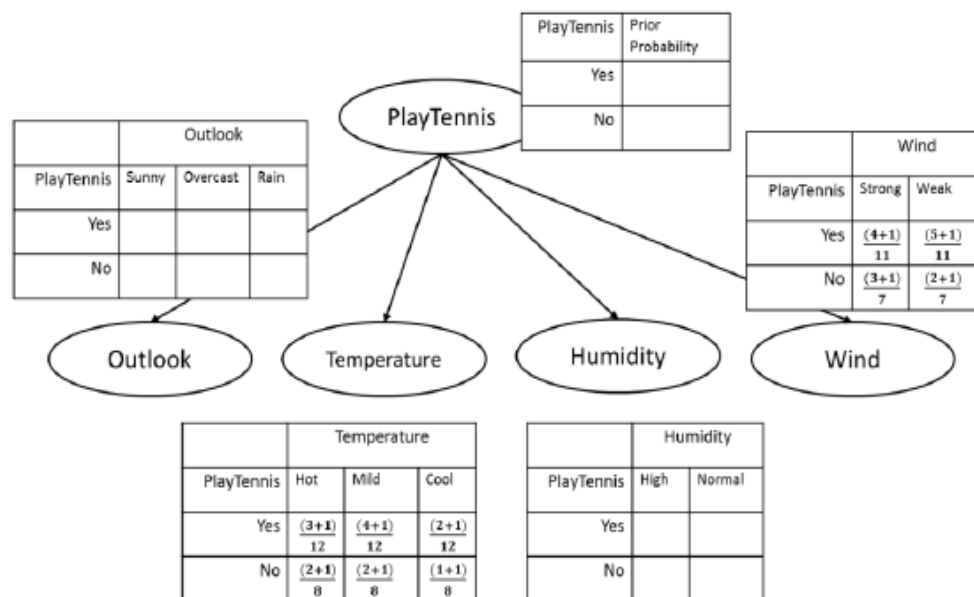 PlayTennis Prior Probability
Yes
No
PlayTennis
Outlook
PlayTennis Sunny Overcast Rain
Yes
No
Wind
PlayTennis Strong Weak
Yes (4+1)/11 (5+1)/11
No (3+1)/7 (2+1)/7
Outlook
Temperature
Humidity
Wind
Temperature
PlayTennis Hot Mild Cool
Yes (3+1)/12 (4+1)/12 (2+1)/12
No (2+1)/8 (2+1)/8 (1+1)/8
Humidity
PlayTennis High Normal
Yes
No